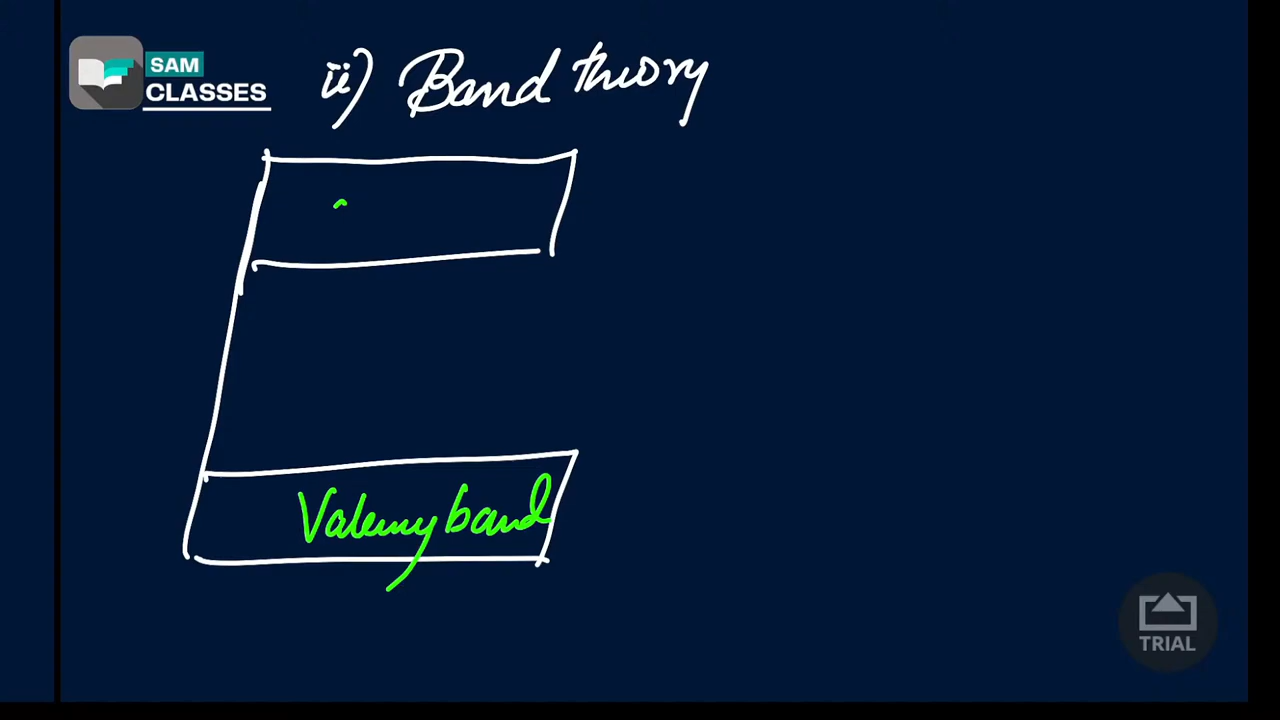 SAM
CLASSES
ii) Band theory
Valency band
TRIAL